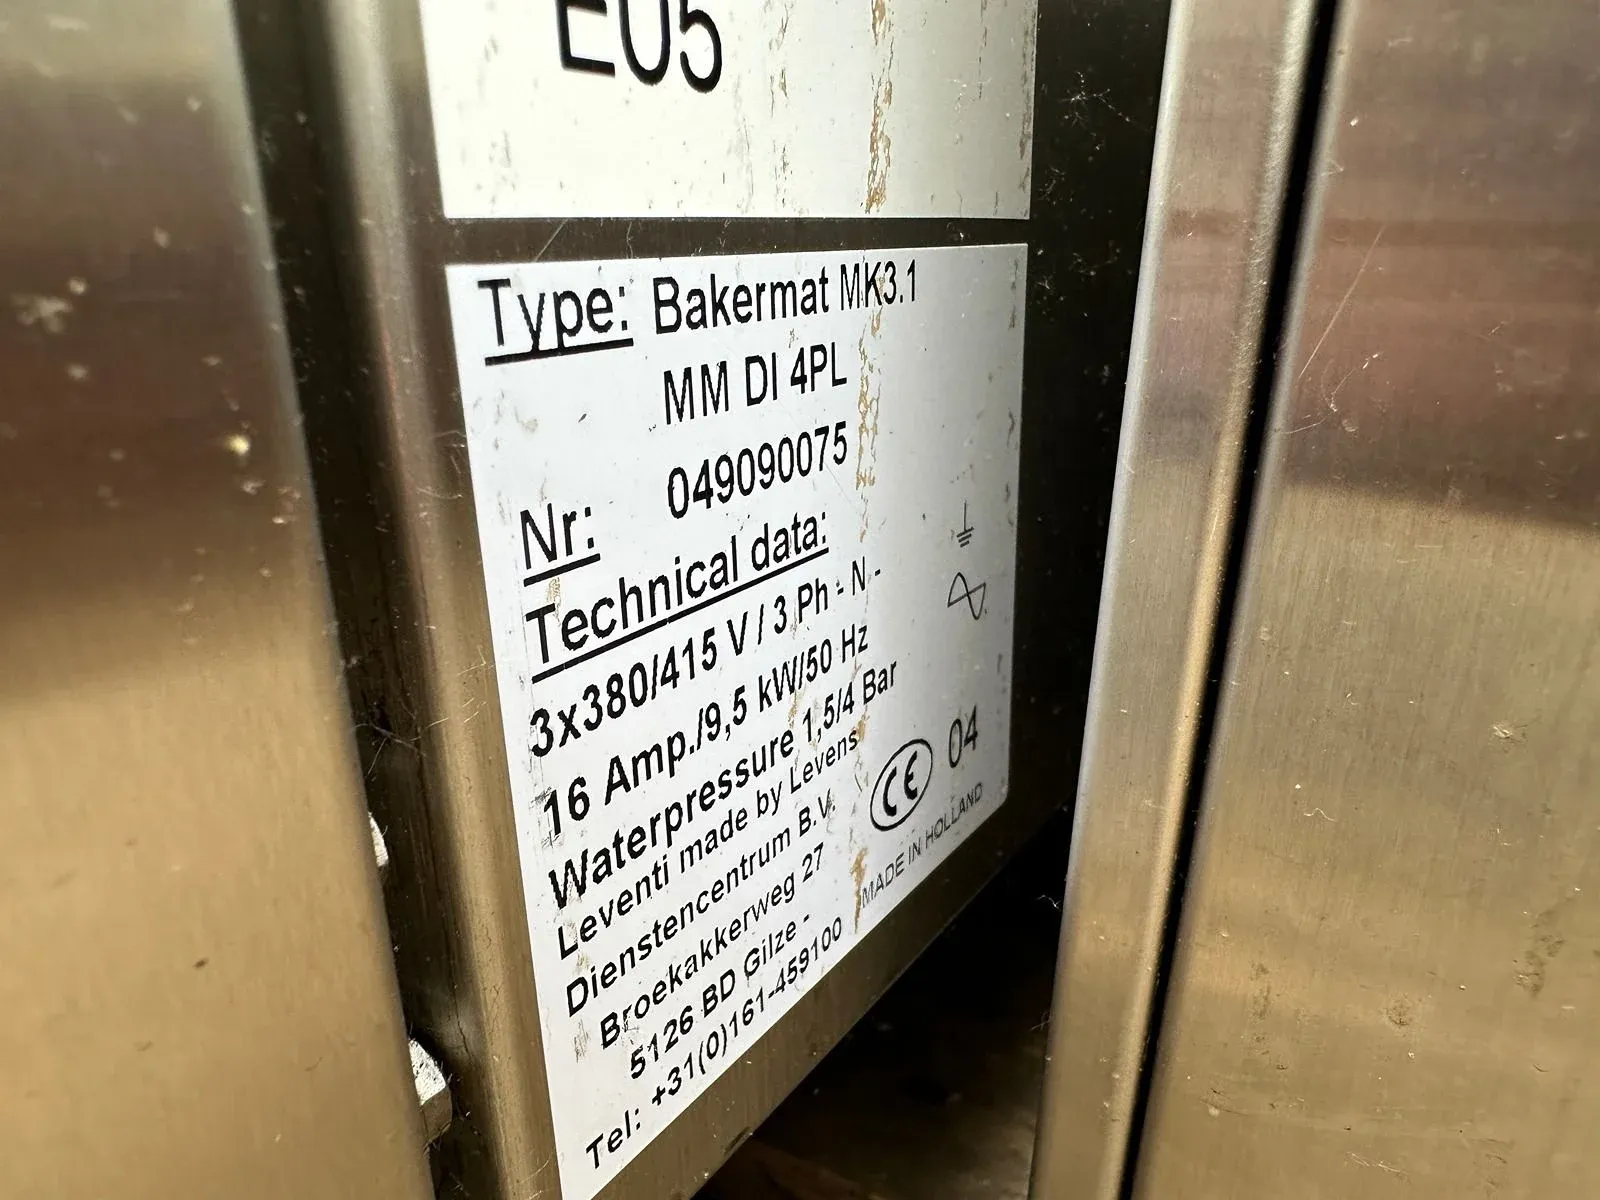 EU5
Type: Bakermat MK3.1
MM DI 4PL
Nr: 049090075
Technical data:
3x380/415 V / 3 Ph - N -
16 Amp./9,5 kW/50 Hz
Waterpressure 1,5/4 Bar
Leventi made by Levens
Dienstencentrum B.V.
Broekakkerweg 27
5126 BD Gilze -
Tel: +31(0)161-459100
CE 04
MADE IN HOLLAND